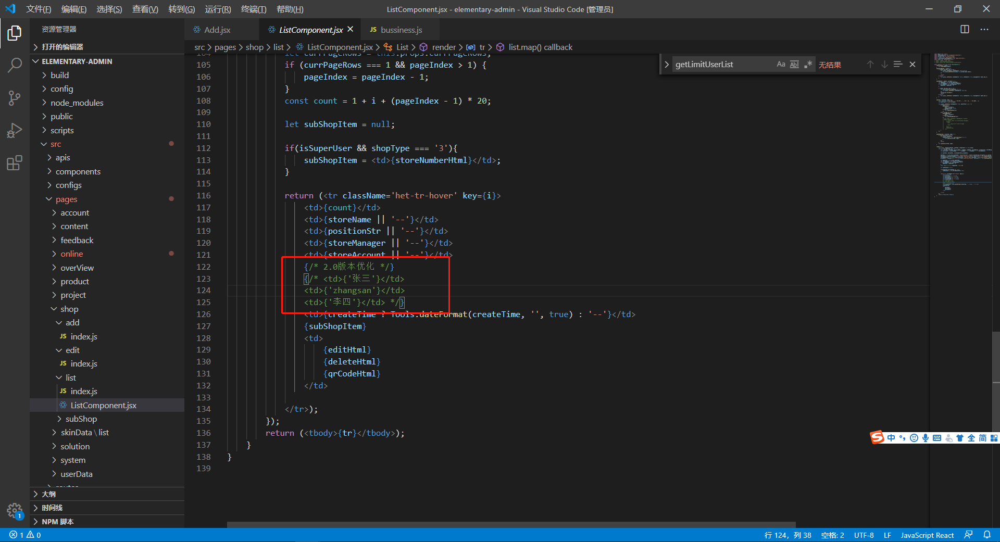 文件(F) 编辑(E) 选择(S) 查看(V) 转到(G) 运行(R) 终端(T) 帮助(H)
ListComponent.jsx - elementary-admin - Visual Studio Code [管理员]
资源管理器
打开的编辑器
ELEMENTARY-ADMIN
build
config
node_modules
public
scripts
src
apis
components
configs
pages
account
content
feedback
online
overView
product
project
shop
add
JS index.js
edit
JS index.js
list
JS index.js
ListComponent.jsx
subShop
skinData\list
solution
system
userData
大纲
时间线
NPM 脚本
1
Add.jsx
ListComponent.jsx
JS bussiness.js
src > pages > shop > list > ListComponent.jsx > List > render > tr > list.map() callback
getLimitUserList Aa Abl .* 无结果
104 let currPageRows = this.props.currPageRows;
105 if (currPageRows === 1 && pageIndex > 1) {
106 pageIndex = pageIndex - 1;
107 }
108 const count = 1 + i + (pageIndex - 1) * 20;
109
110 let subShopItem = null;
111
112 if(isSuperUser && shopType === '3'){
113 subShopItem = <td>{storeNumberHtml}</td>;
114 }
115
116 return (<tr className='het-tr-hover' key={i}>
117 <td>{count}</td>
118 <td>{storeName || '--'}</td>
119 <td>{positionStr || '--'}</td>
120 <td>{storeManager || '--'}</td>
121 <td>{storeAccount || '--'}</td>
122 {/* 2.0版本优化 */}
123 {/* <td>{'张三'}</td>
124 <td>{'zhangsan'}</td>
125 <td>{'李四'}</td> */}
126 <td>{createTime ? Tools.dateFormat(createTime, '', true) : '--'}</td>
127 {subShopItem}
128 <td>
129 {editHtml}
130 {deleteHtml}
131 {qrCodeHtml}
132 </td>
133
134 </tr>);
135 });
136 return (<tbody>{tr}</tbody>);
137 }
138 }
139
S 中 全 简
1 0
行 124，列 38 空格: 2 UTF-8 LF JavaScript React